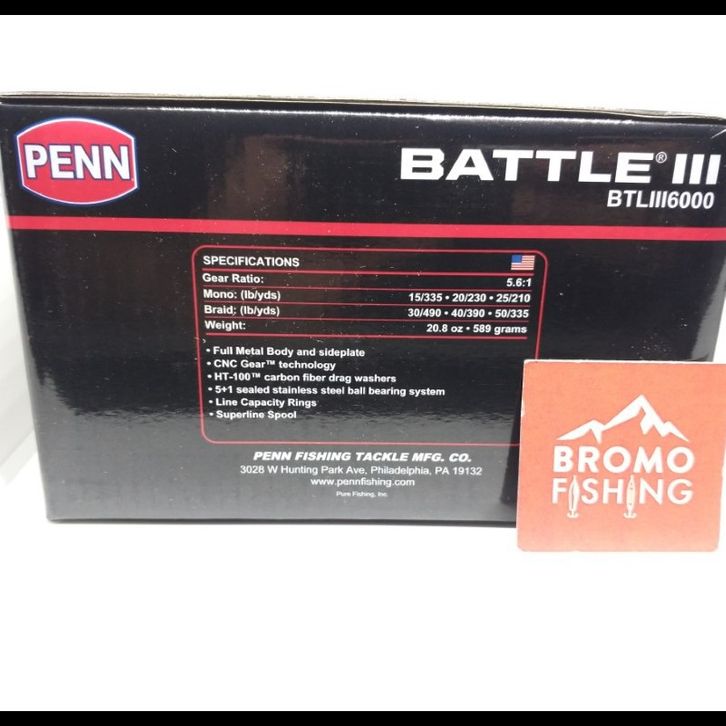 PENN
BATTLE® III
BTLIII6000
SPECIFICATIONS
Gear Ratio: 5.6:1
Mono: (lb/yds) 15/335 • 20/230 • 25/210
Braid: (lb/yds) 30/490 • 40/390 • 50/335
Weight: 20.8 oz • 589 grams
• Full Metal Body and sideplate
• CNC Gear™ technology
• HT-100™ carbon fiber drag washers
• 5+1 sealed stainless steel ball bearing system
• Line Capacity Rings
• Superline Spool
PENN FISHING TACKLE MFG. CO.
3028 W Hunting Park Ave, Philadelphia, PA 19132
www.pennfishing.com
Pure Fishing, Inc.
BROMO
FISHING